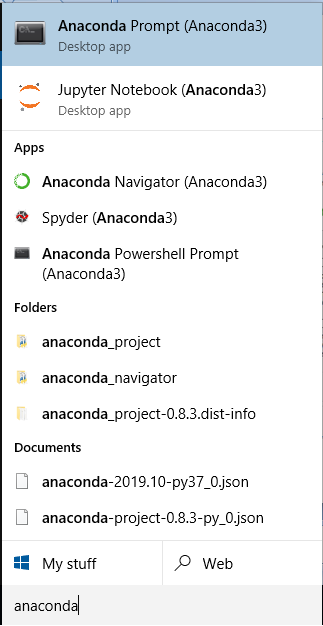 Anaconda Prompt (Anaconda3)
Desktop app
Jupyter Notebook (Anaconda3)
Desktop app
Apps
Anaconda Navigator (Anaconda3)
Spyder (Anaconda3)
Anaconda Powershell Prompt
(Anaconda3)
Folders
anaconda_project
anaconda_navigator
anaconda_project-0.8.3.dist-info
Documents
anaconda-2019.10-py37_0.json
anaconda-project-0.8.3-py_0.json
My stuff
Web
anaconda